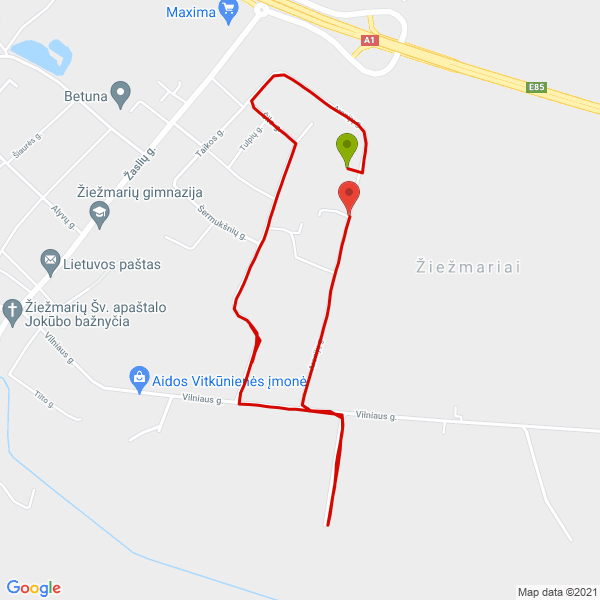 Maxima
A1
E85
Betuna
Šiaurės g.
Žaslių g.
Taikos g.
Tulpių g.
Žiežmarių gimnazija
Alyvų g.
Šermukšnių g.
Lietuvos paštas
Žiežmariai
Žiežmarių Šv. apaštalo
Jokūbo bažnyčia
Vilniaus g.
Aidos Vitkūnienės įmonė
Tilto g.
Vilniaus g.
Vilniaus g.
Google
Map data ©2021